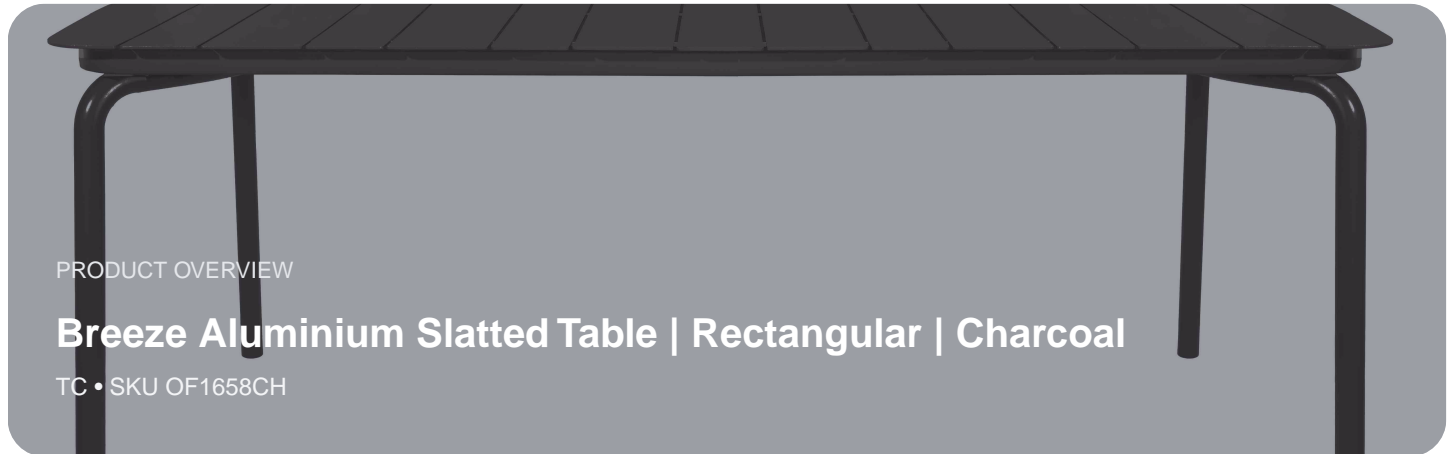 PRODUCT OVERVIEW
Breeze Aluminium Slatted Table | Rectangular | Charcoal
TC • SKU OF1658CH